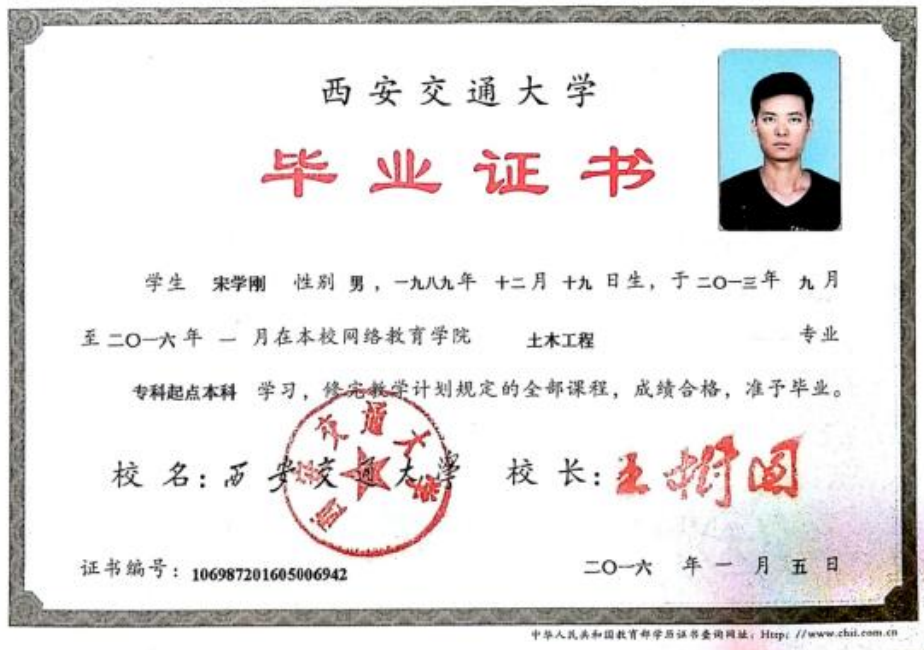 西安交通大学
毕业证书
学生 宋学刚 性别 男，一九八九年 十二月 十九 日生，于二〇一三年 九 月
至二〇一六年 一 月在本校网络教育学院 土木工程 专业
专科起点本科 学习，修完教学计划规定的全部课程，成绩合格，准予毕业。
校 名：西安交通大学 校 长：王树国
西安交通大学
证书编号：106987201605006942 二〇一六 年 一 月 五 日
中华人民共和国教育部学历证书查询网址：Http://www.chsi.com.cn